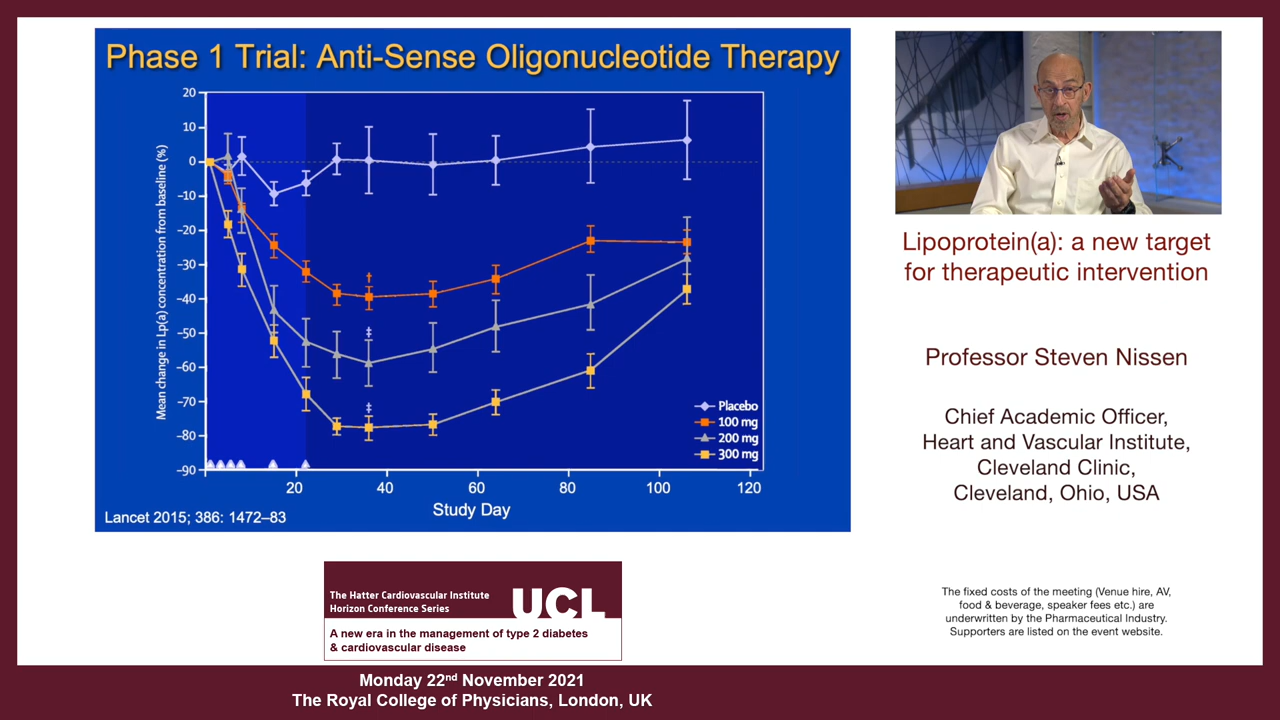 Phase 1 Trial: Anti-Sense Oligonucleotide Therapy
Mean change in Lp(a) concentration from baseline (%)
20
10
0
–10
–20
–30
–40
–50
–60
–70
–80
–90
†
‡
‡
Placebo
100 mg
200 mg
300 mg
20 40 60 80 100 120
Study Day
Lancet 2015; 386: 1472–83
Lipoprotein(a): a new target
for therapeutic intervention
Professor Steven Nissen
Chief Academic Officer,
Heart and Vascular Institute,
Cleveland Clinic,
Cleveland, Ohio, USA
The Hatter Cardiovascular Institute
Horizon Conference Series
UCL
A new era in the management of type 2 diabetes
& cardiovascular disease
The fixed costs of the meeting (Venue hire, AV,
food & beverage, speaker fees etc.) are
underwritten by the Pharmaceutical Industry.
Supporters are listed on the event website.
Monday 22nd November 2021
The Royal College of Physicians, London, UK